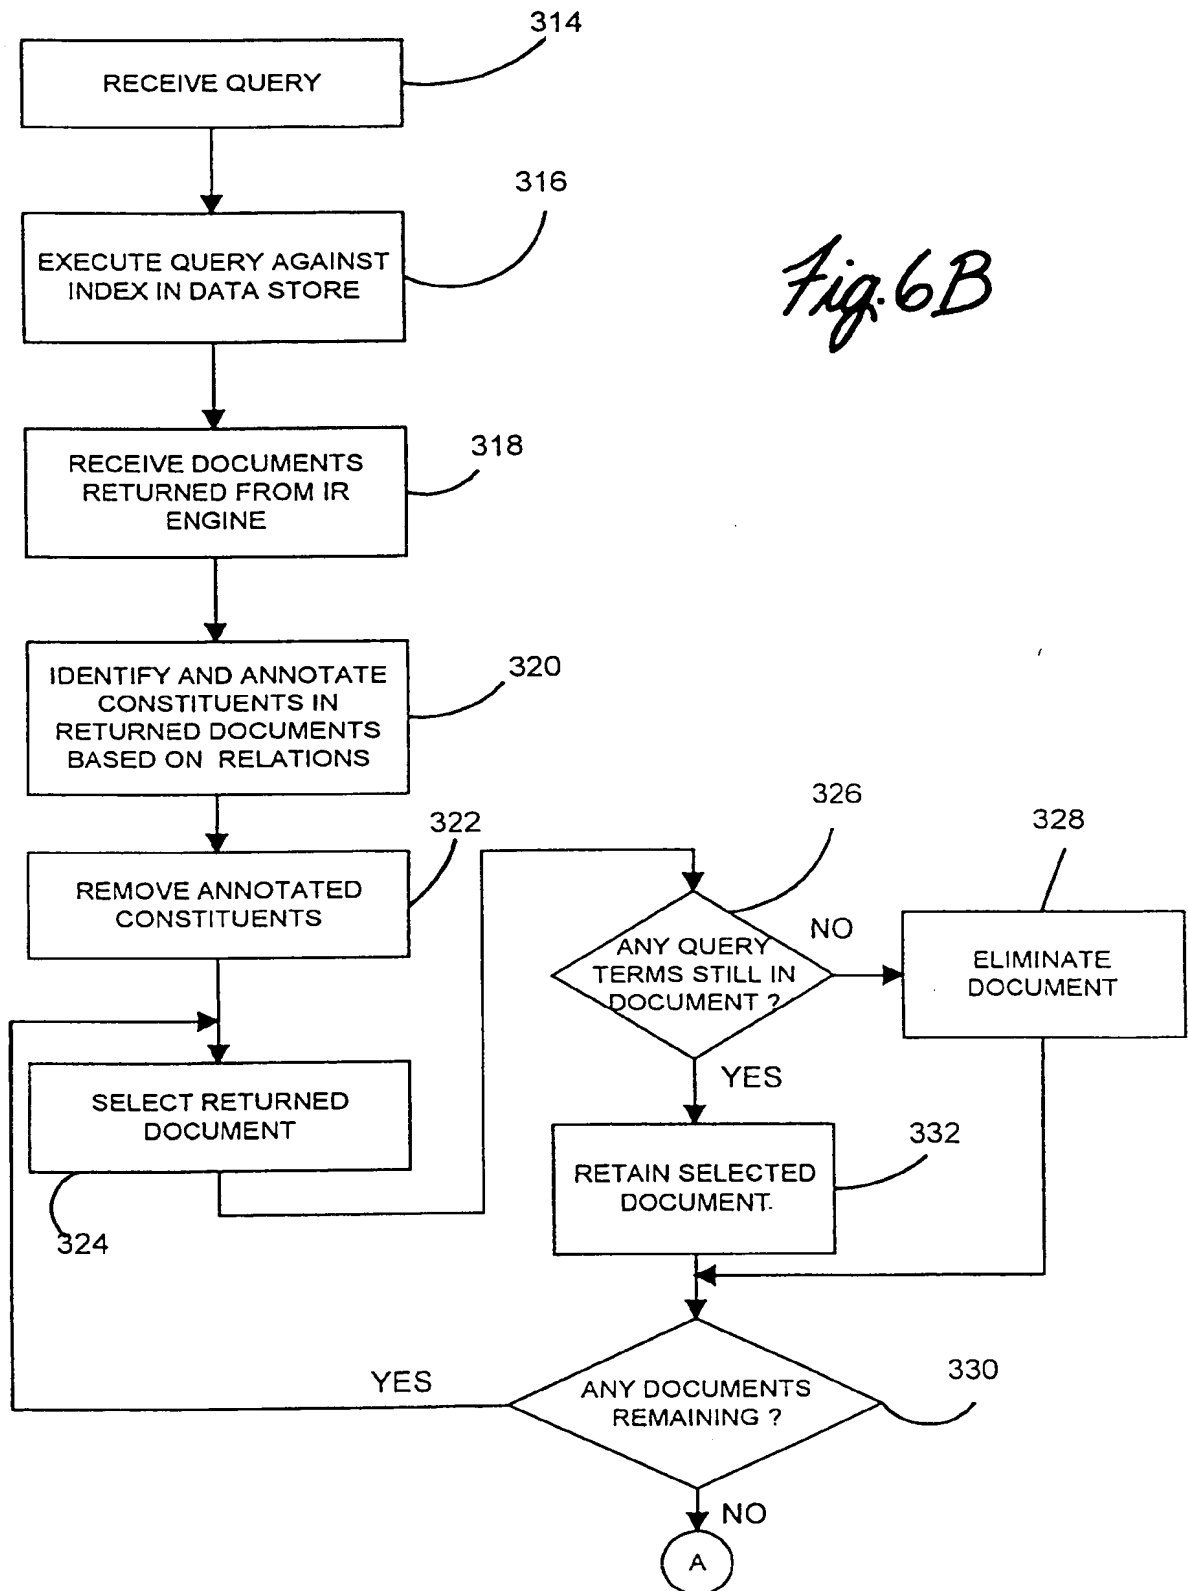 314
RECEIVE QUERY
316
EXECUTE QUERY AGAINST
INDEX IN DATA STORE
Fig. 6B
318
RECEIVE DOCUMENTS
RETURNED FROM IR
ENGINE
320
IDENTIFY AND ANNOTATE
CONSTITUENTS IN
RETURNED DOCUMENTS
BASED ON RELATIONS
322
REMOVE ANNOTATED
CONSTITUENTS
326
328
ANY QUERY
TERMS STILL IN
DOCUMENT ?
NO
ELIMINATE
DOCUMENT
YES
SELECT RETURNED
DOCUMENT
324
332
RETAIN SELECTED
DOCUMENT.
330
ANY DOCUMENTS
REMAINING ?
YES
NO
A